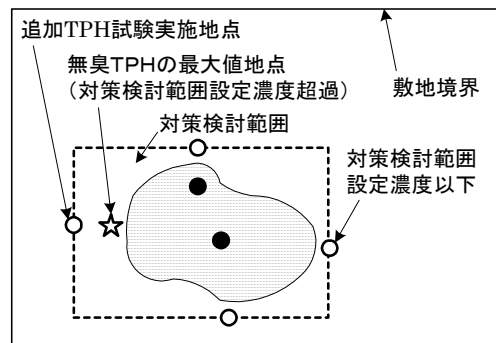 追加TPH試験実施地点
無臭TPHの最大値地点
(対策検討範囲設定濃度超過)
対策検討範囲
敷地境界
対策検討範囲
設定濃度以下